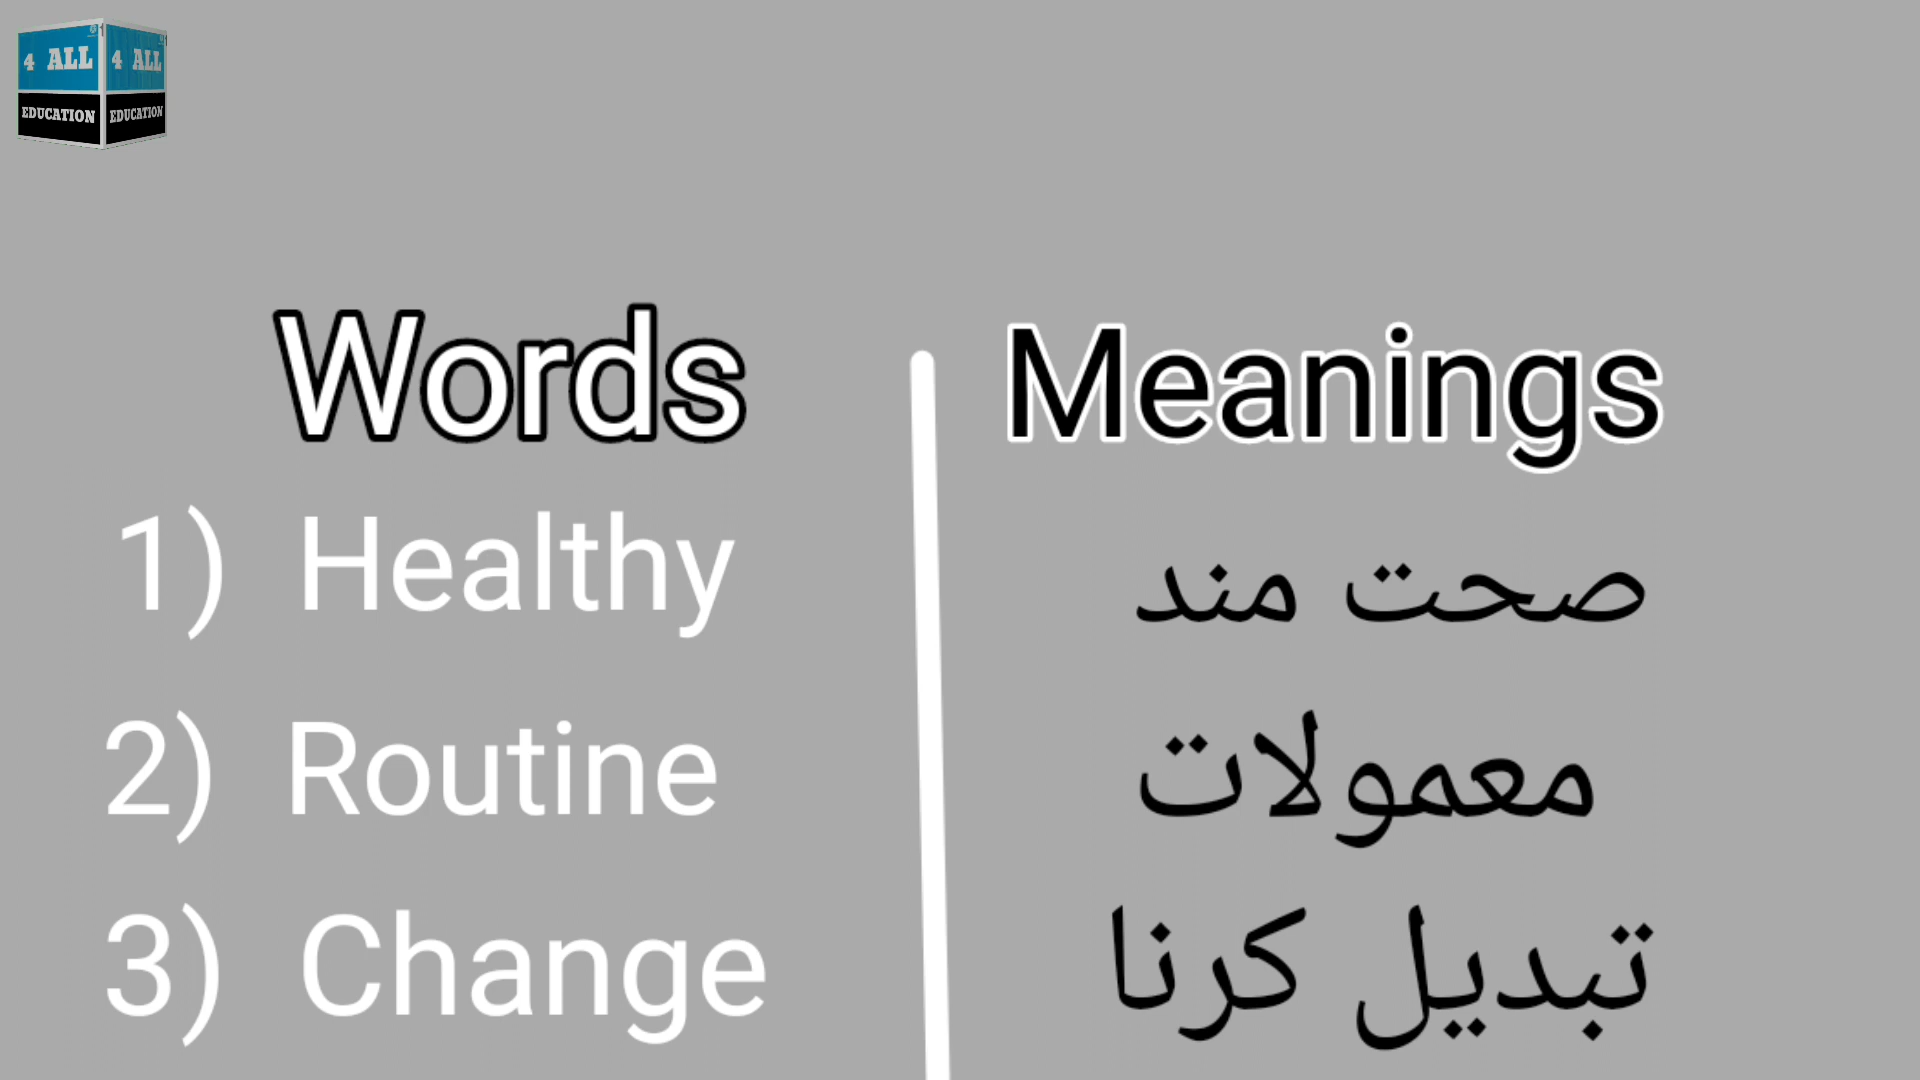 4 ALL 4 ALL
EDUCATION EDUCATION
Words Meanings
1) Healthy صحت مند
2) Routine معمولات
3) Change تبدیل کرنا